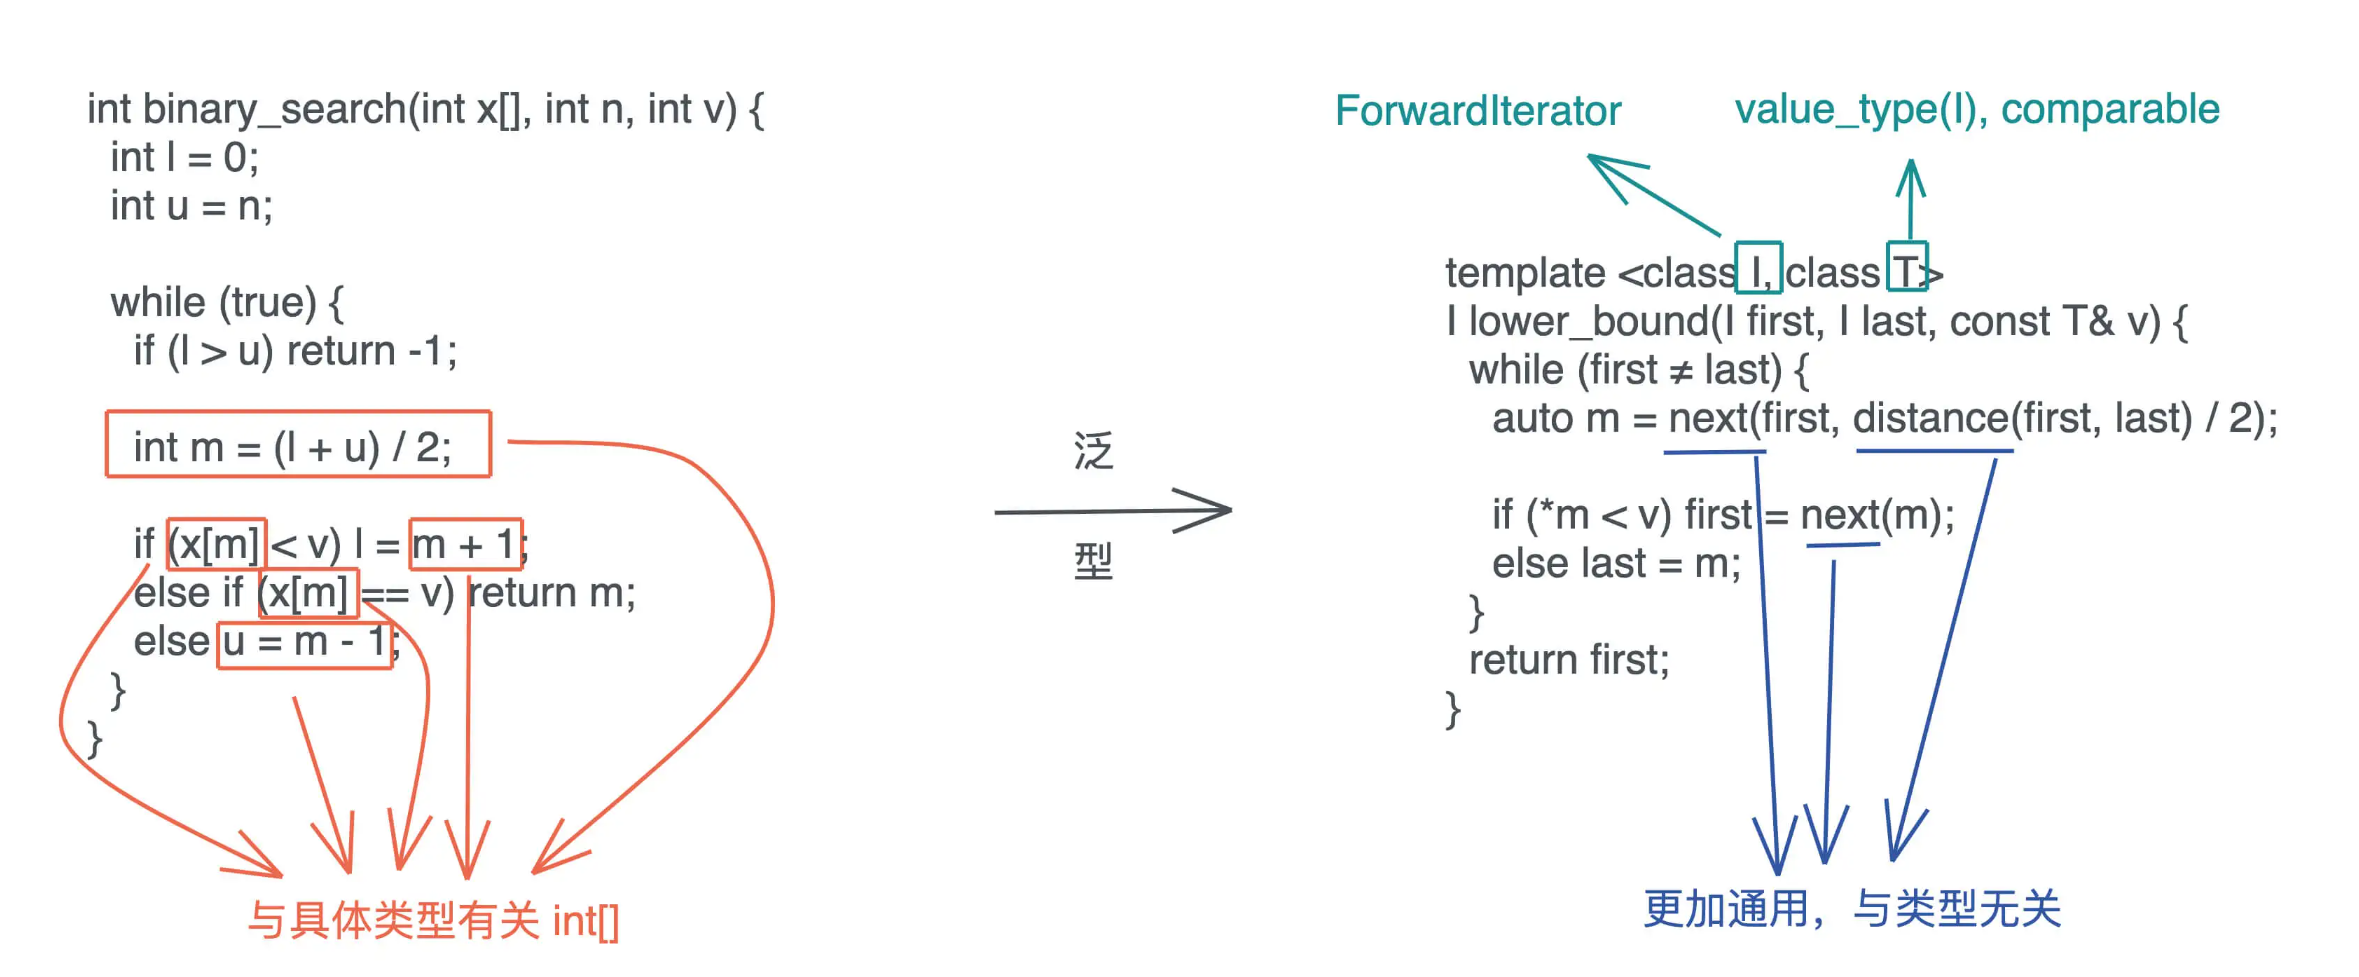 int binary_search(int x[], int n, int v) {
int l = 0;
int u = n;
while (true) {
if (l > u) return -1;
int m = (l + u) / 2;
if (x[m] < v) l = m + 1;
else if (x[m] == v) return m;
else u = m - 1;
}
}
与具体类型有关 int[]
泛
型
ForwardIterator
value_type(I), comparable
template <class I, class T>
I lower_bound(I first, I last, const T& v) {
while (first ≠ last) {
auto m = next(first, distance(first, last) / 2);
if (*m < v) first = next(m);
else last = m;
}
return first;
}
更加通用，与类型无关